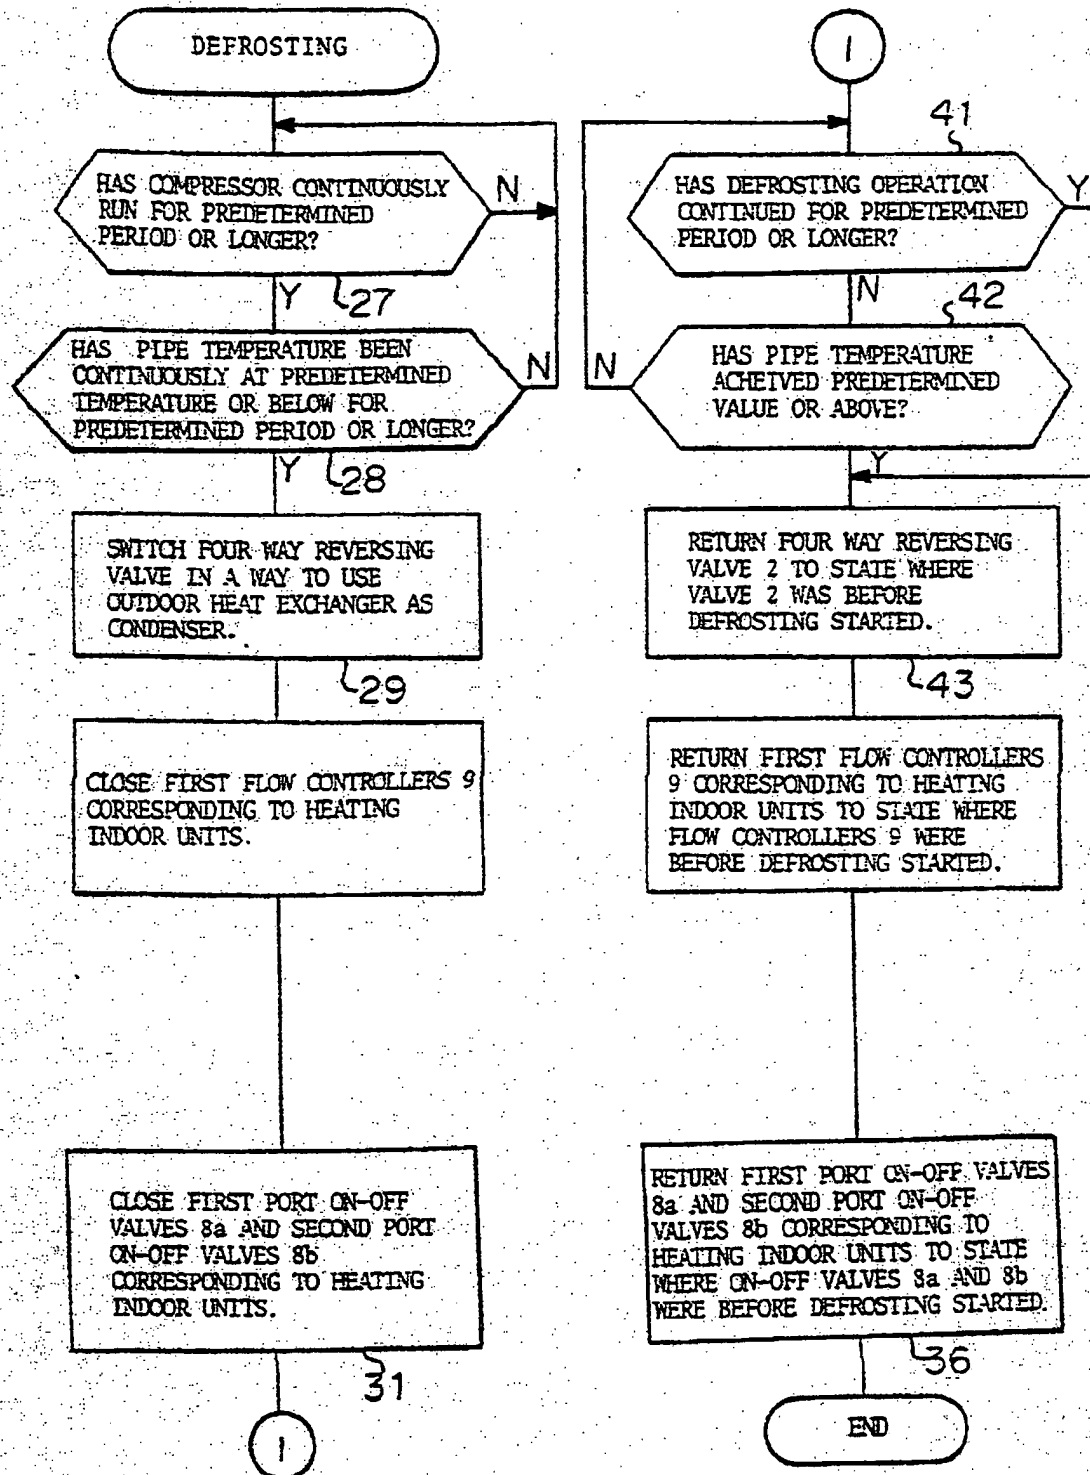 DEFROSTING
HAS COMPRESSOR CONTINUOUSLY
RUN FOR PREDETERMINED
PERIOD OR LONGER?
N
Y
27
HAS PIPE TEMPERATURE BEEN
CONTINUOUSLY AT PREDETERMINED
TEMPERATURE OR BELOW FOR
PREDETERMINED PERIOD OR LONGER?
N
Y
28
SWITCH FOUR WAY REVERSING
VALVE IN A WAY TO USE
OUTDOOR HEAT EXCHANGER AS
CONDENSER.
29
CLOSE FIRST FLOW CONTROLLERS 9
CORRESPONDING TO HEATING
INDOOR UNITS.
CLOSE FIRST PORT ON-OFF
VALVES 8a AND SECOND PORT
ON-OFF VALVES 8b
CORRESPONDING TO HEATING
INDOOR UNITS.
31
1
1
41
HAS DEFROSTING OPERATION
CONTINUED FOR PREDETERMINED
PERIOD OR LONGER?
Y
N
42
HAS PIPE TEMPERATURE
ACHEIVED PREDETERMINED
VALUE OR ABOVE?
N
Y
RETURN FOUR WAY REVERSING
VALVE 2 TO STATE WHERE
VALVE 2 WAS BEFORE
DEFROSTING STARTED.
43
RETURN FIRST FLOW CONTROLLERS
9 CORRESPONDING TO HEATING
INDOOR UNITS TO STATE WHERE
FLOW CONTROLLERS 9 WERE
BEFORE DEFROSTING STARTED.
RETURN FIRST PORT ON-OFF VALVES
8a AND SECOND PORT ON-OFF
VALVES 8b CORRESPONDING TO
HEATING INDOOR UNITS TO STATE
WHERE ON-OFF VALVES 8a AND 8b
WERE BEFORE DEFROSTING STARTED.
36
END